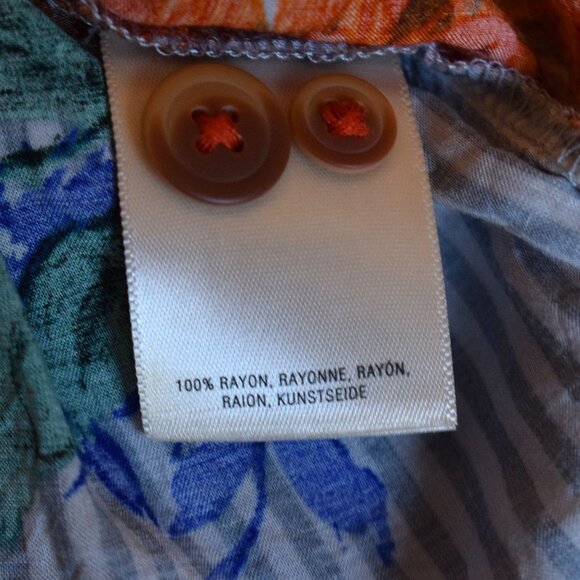 100% RAYON, RAYONNE, RAYÓN,
RAION, KUNSTSEIDE